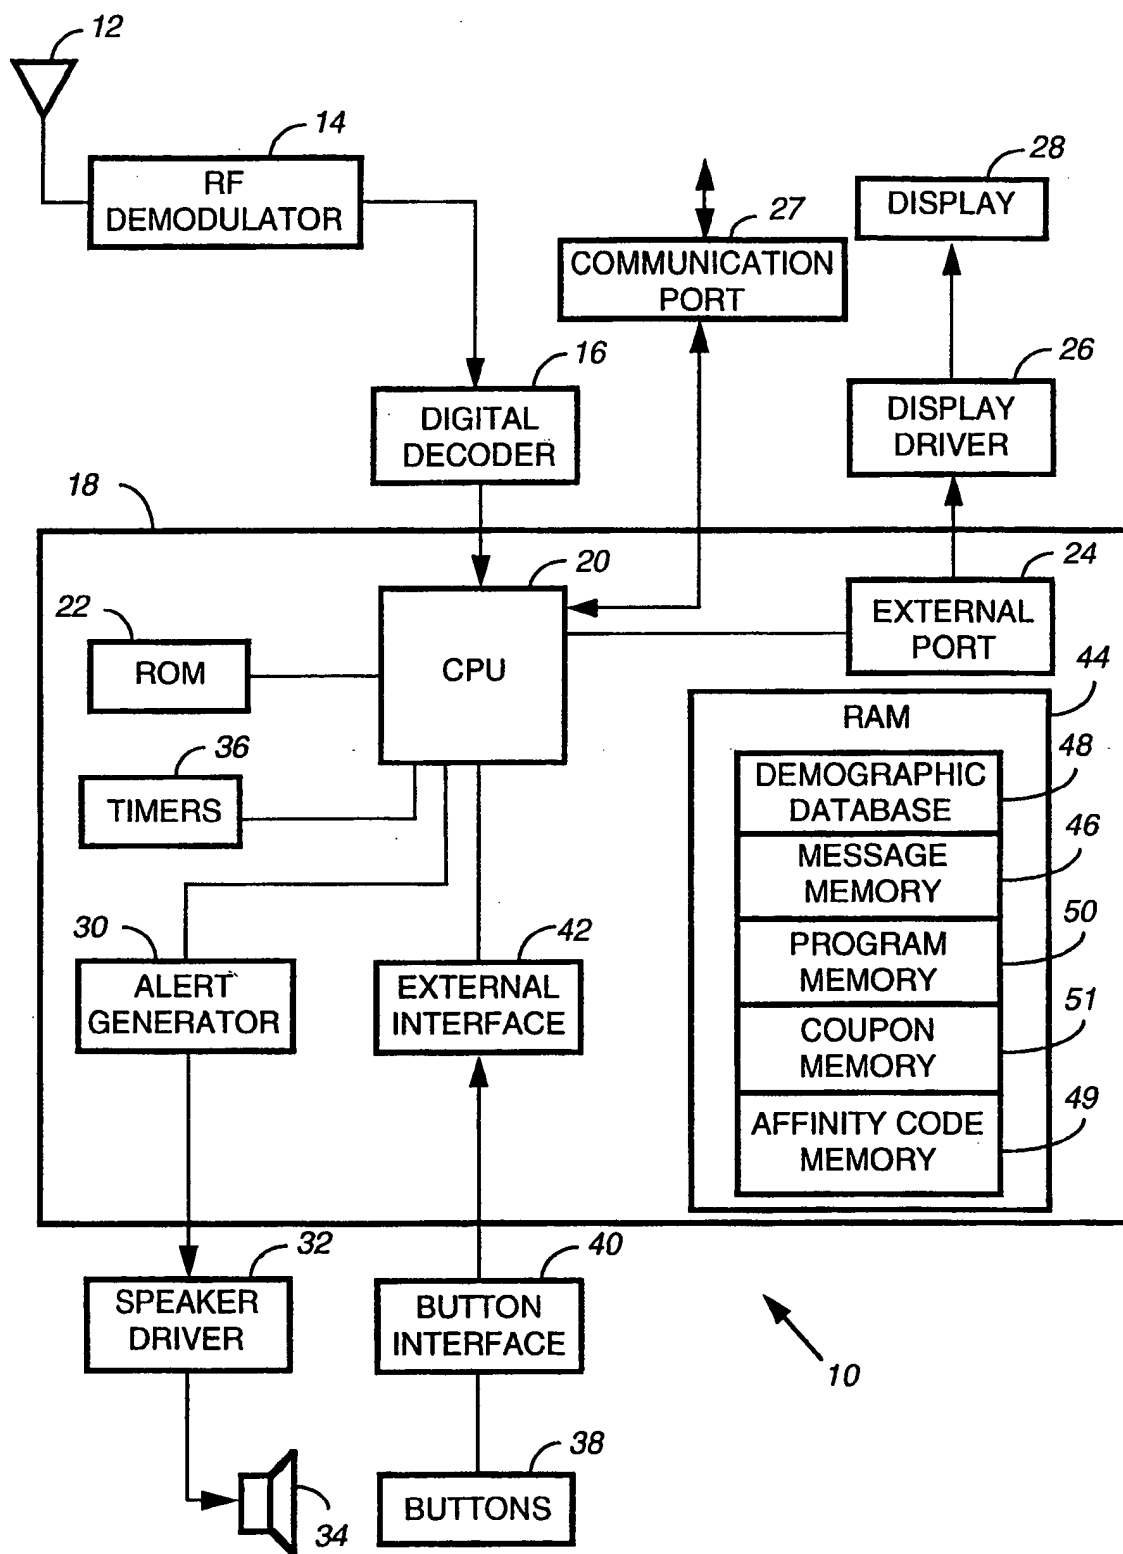 12
14
RF
DEMODULATOR
28
DISPLAY
27
COMMUNICATION
PORT
16
DIGITAL
DECODER
26
DISPLAY
DRIVER
18
20
CPU
24
EXTERNAL
PORT
22
ROM
36
TIMERS
44
RAM
48
DEMOGRAPHIC
DATABASE
46
MESSAGE
MEMORY
50
PROGRAM
MEMORY
51
COUPON
MEMORY
49
AFFINITY CODE
MEMORY
30
ALERT
GENERATOR
42
EXTERNAL
INTERFACE
32
SPEAKER
DRIVER
40
BUTTON
INTERFACE
10
34
38
BUTTONS